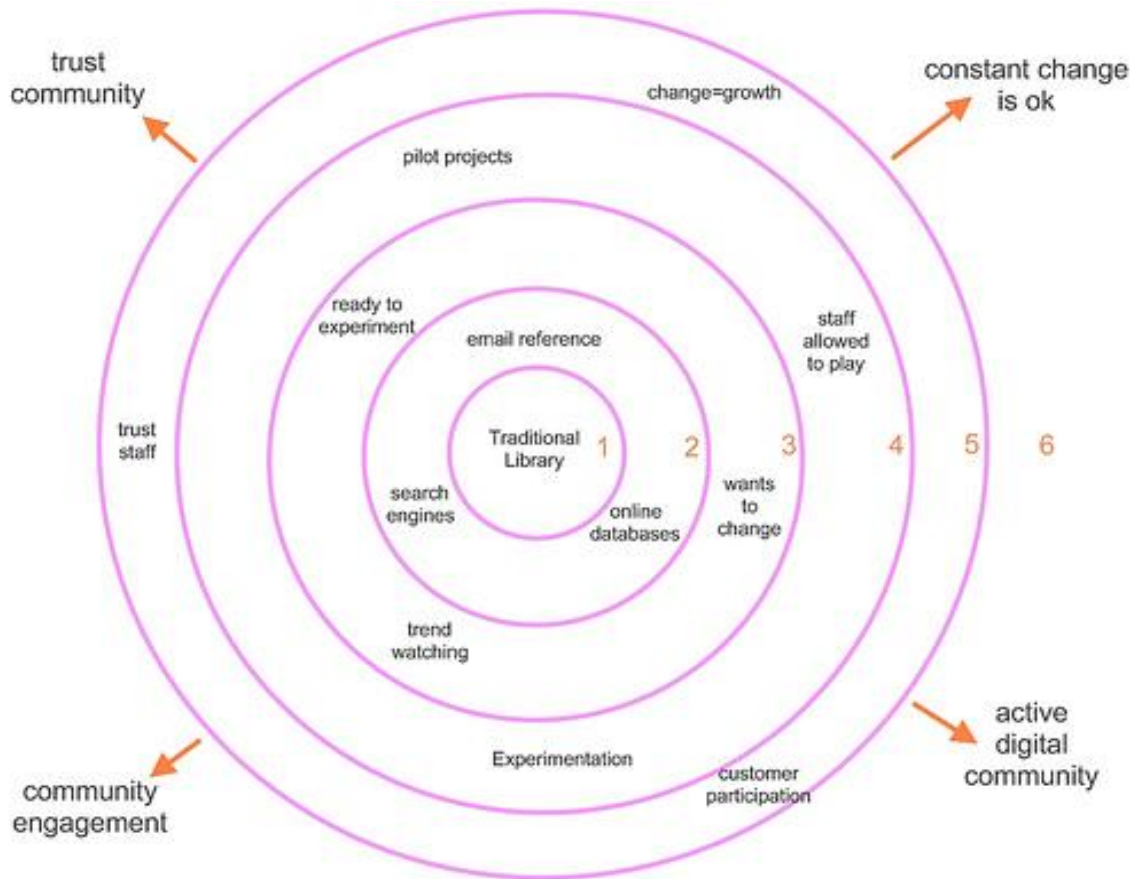 trust
community
constant change
is ok
change=growth
pilot projects
ready to
experiment
email reference
staff
allowed
to play
trust
staff
Traditional
Library
1
2
3
4
5
6
search
engines
online
databases
wants
to
change
trend
watching
Experimentation
customer
participation
community
engagement
active
digital
community